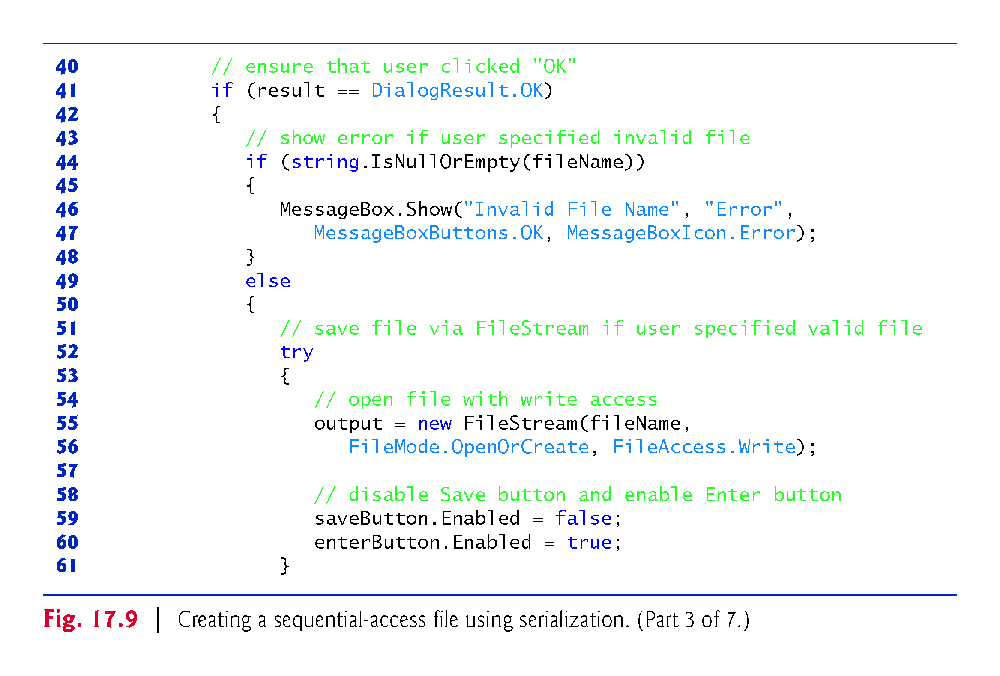 40 // ensure that user clicked "OK"
41 if (result == DialogResult.OK)
42 {
43 // show error if user specified invalid file
44 if (string.IsNullOrEmpty(fileName))
45 {
46 MessageBox.Show("Invalid File Name", "Error",
47 MessageBoxButtons.OK, MessageBoxIcon.Error);
48 }
49 else
50 {
51 // save file via FileStream if user specified valid file
52 try
53 {
54 // open file with write access
55 output = new FileStream(fileName,
56 FileMode.OpenOrCreate, FileAccess.Write);
57
58 // disable Save button and enable Enter button
59 saveButton.Enabled = false;
60 enterButton.Enabled = true;
61 }
Fig. 17.9 | Creating a sequential-access file using serialization. (Part 3 of 7.)